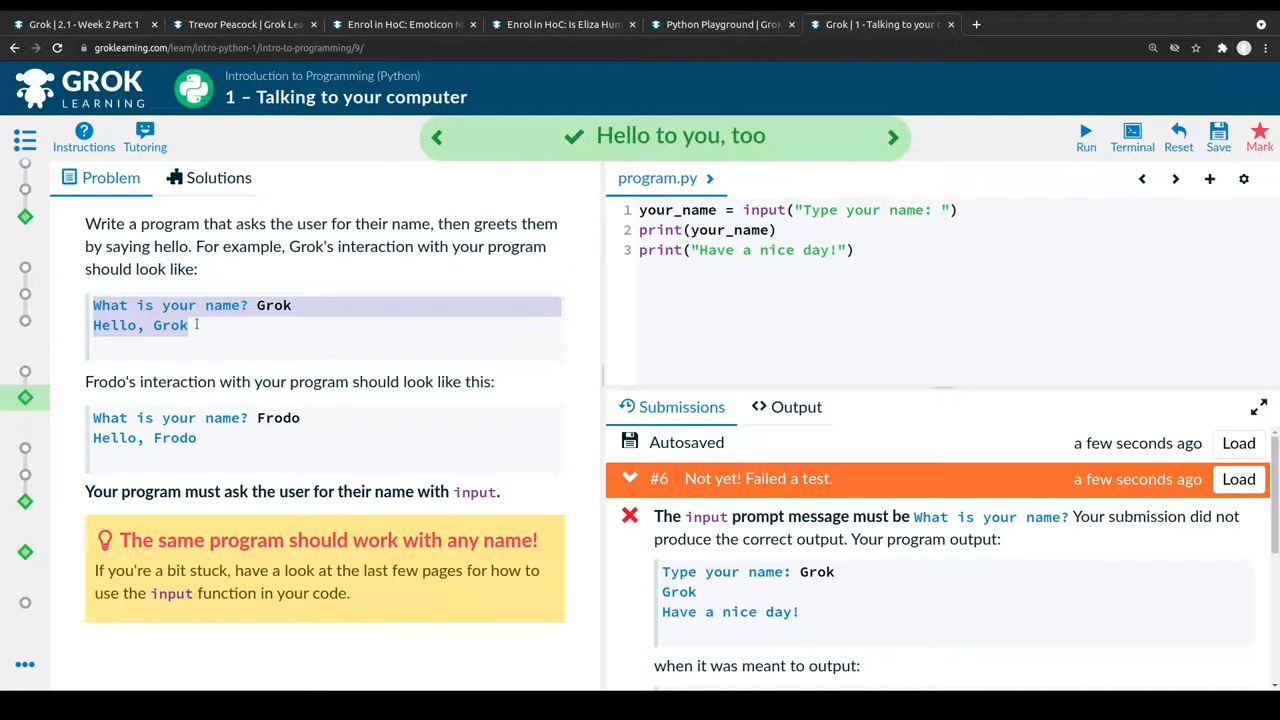 Grok | 2.1 - Week 2 Part 1
Trevor Peacock | Grok Lea
Enrol in HoC: Emoticon M
Enrol in HoC: Is Eliza Hum
Python Playground | Grok
Grok | 1 - Talking to your c
groklearning.com/learn/intro-python-1/intro-to-programming/9/
GROK
LEARNING
Introduction to Programming (Python)
1 – Talking to your computer
Instructions
Tutoring
Hello to you, too
Run
Terminal
Reset
Save
Mark
Problem
Solutions
Write a program that asks the user for their name, then greets them
by saying hello. For example, Grok's interaction with your program
should look like:
What is your name? Grok
Hello, Grok
Frodo's interaction with your program should look like this:
What is your name? Frodo
Hello, Frodo
Your program must ask the user for their name with input.
The same program should work with any name!
If you're a bit stuck, have a look at the last few pages for how to
use the input function in your code.
program.py
1 your_name = input("Type your name: ")
2 print(your_name)
3 print("Have a nice day!")
Submissions
<> Output
Autosaved
a few seconds ago
Load
#6 Not yet! Failed a test.
a few seconds ago
Load
The input prompt message must be What is your name? Your submission did not
produce the correct output. Your program output:
Type your name: Grok
Grok
Have a nice day!
when it was meant to output: